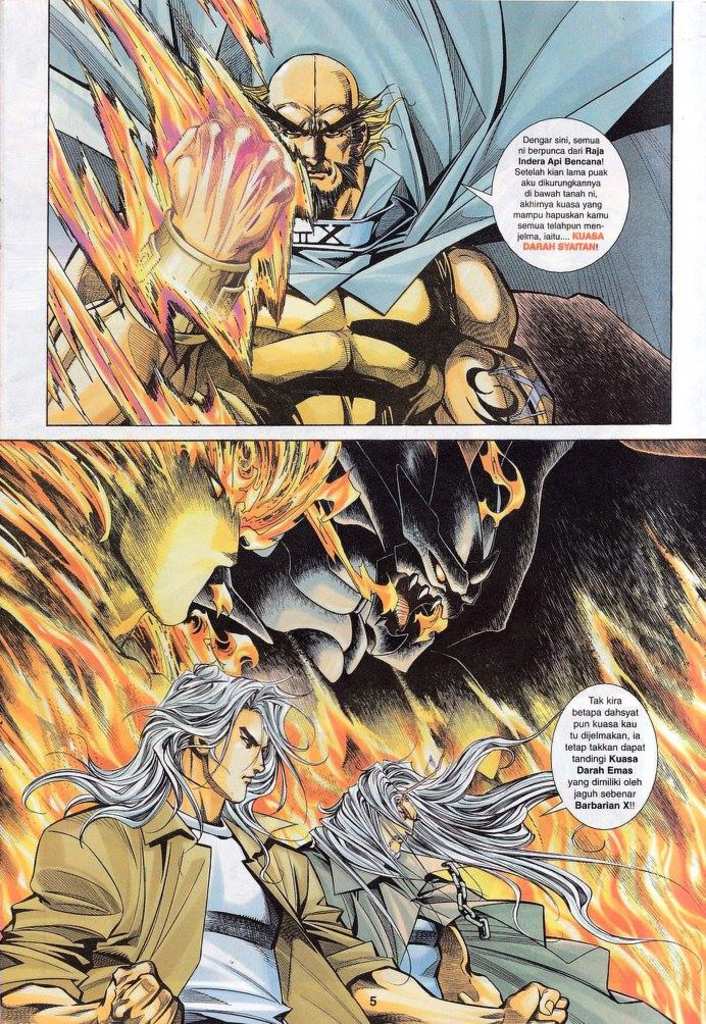 Dengar sini, semua
ni berpunca dari Raja
Indera Api Bencana!
Setelah kian lama puak
aku dikurungkannya
di bawah tanah ni,
akhirnya kuasa yang
mampu hapuskan kamu
semua telahpun men-
jelma, iaitu.... KUASA
DARAH SYAITAN!
Tak kira
betapa dahsyat
pun kuasa kau
tu dijelmakan, ia
tetap takkan dapat
tandingi Kuasa
Darah Emas
yang dimiliki oleh
jaguh sebenar
Barbarian X!!
5